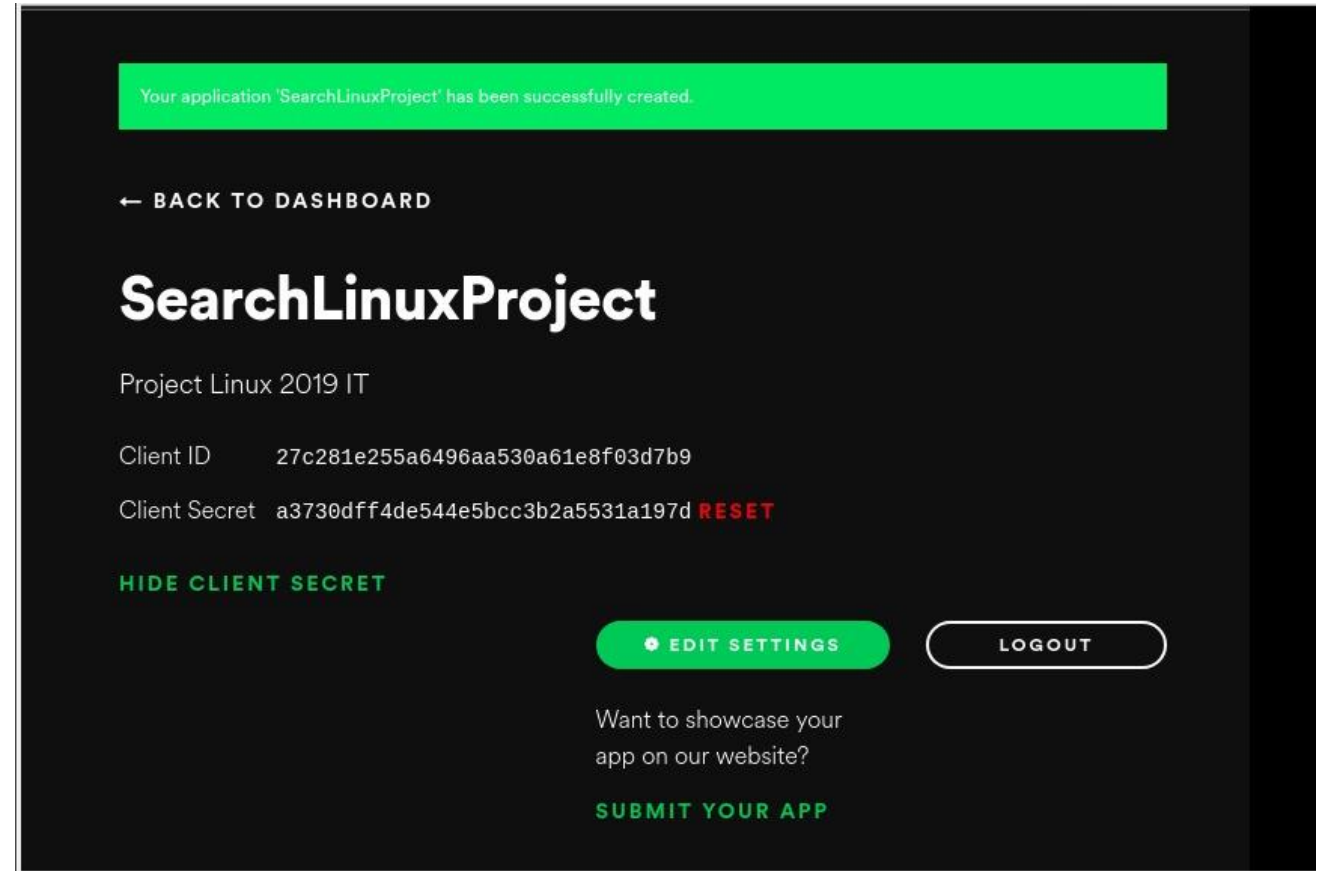 Your application 'SearchLinuxProject' has been successfully created.
← BACK TO DASHBOARD
SearchLinuxProject
Project Linux 2019 IT
Client ID 27c281e255a6496aa530a61e8f03d7b9
Client Secret a3730dff4de544e5bcc3b2a5531a197d RESET
HIDE CLIENT SECRET
EDIT SETTINGS LOGOUT
Want to showcase your
app on our website?
SUBMIT YOUR APP